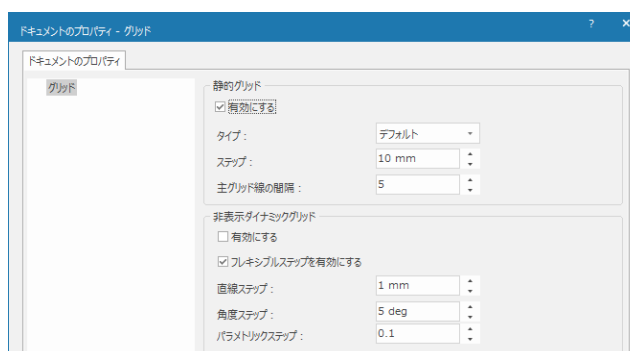 ドキュメントのプロパティ - グリッド
ドキュメントのプロパティ
グリッド
静的グリッド
有効にする
タイプ : デフォルト
ステップ : 10 mm
主グリッド線の間隔 : 5
非表示ダイナミックグリッド
有効にする
フレキシブルステップを有効にする
直線ステップ : 1 mm
角度ステップ : 5 deg
パラメトリックステップ : 0.1